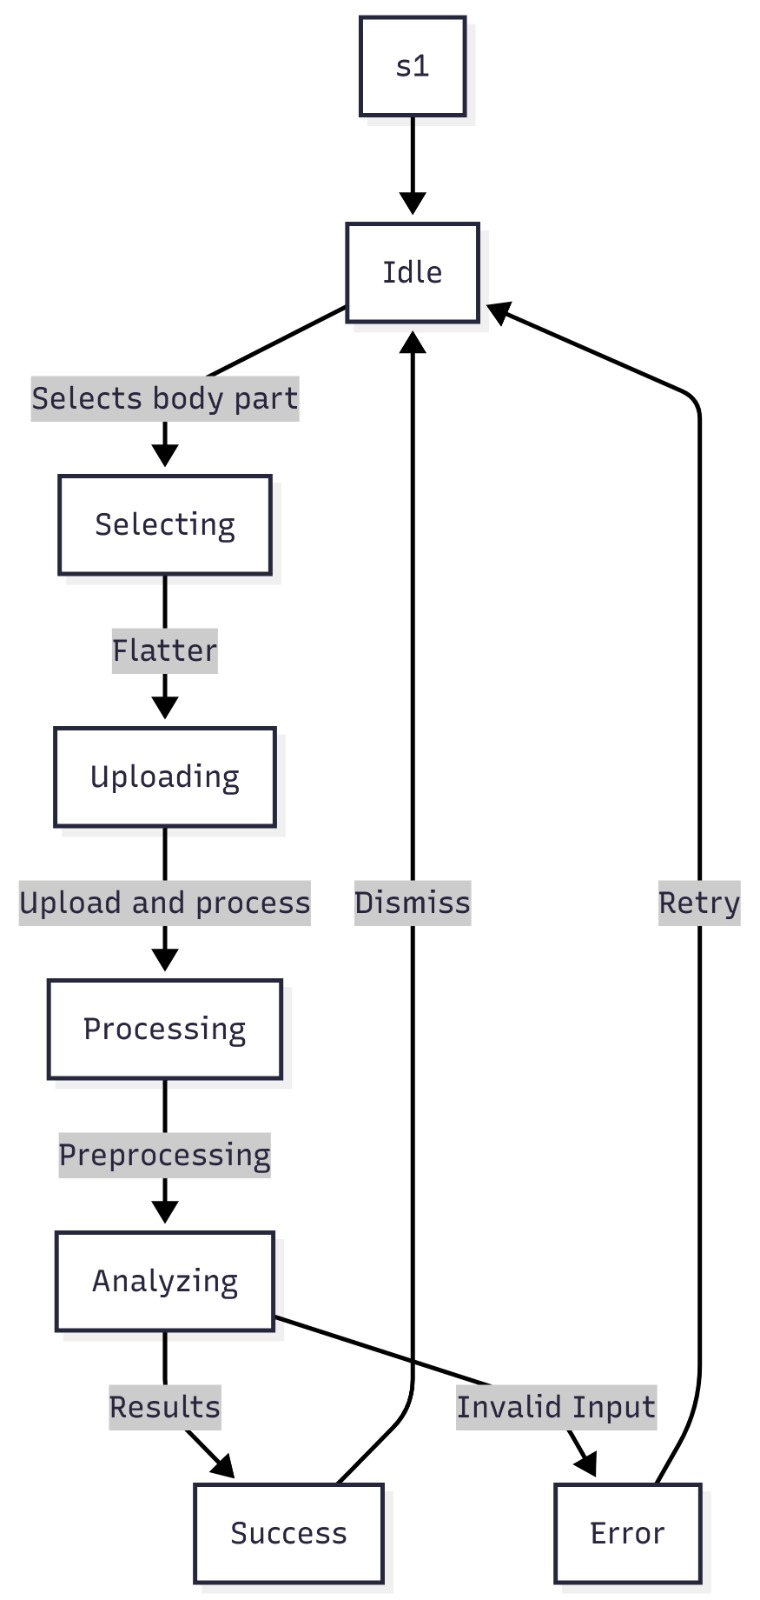 s1
Idle
Selects body part
Selecting
Flatter
Uploading
Upload and process
Dismiss
Retry
Processing
Preprocessing
Analyzing
Results
Invalid Input
Success
Error